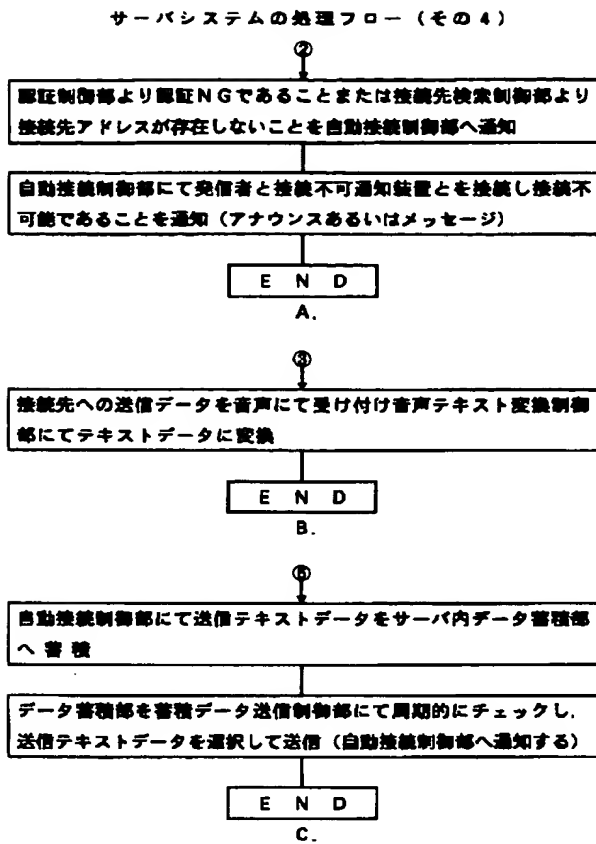 サーバシステムの処理フロー（その４）
②
認証制御部より認証ＮＧであることまたは接続先検索制御部より
接続先アドレスが存在しないことを自動接続制御部へ通知
自動接続制御部にて発信者と接続不可通知装置とを接続し接続不
可能であることを通知（アナウンスあるいはメッセージ）
ＥＮＤ
Ａ．
③
接続先への送信データを音声にて受け付け音声テキスト変換制御
部にてテキストデータに変換
ＥＮＤ
Ｂ．
⑤
自動接続制御部にて送信テキストデータをサーバ内データ蓄積部
へ蓄積
データ蓄積部を蓄積データ送信制御部にて周期的にチェックし，
送信テキストデータを選択して送信（自動接続制御部へ通知する）
ＥＮＤ
Ｃ．